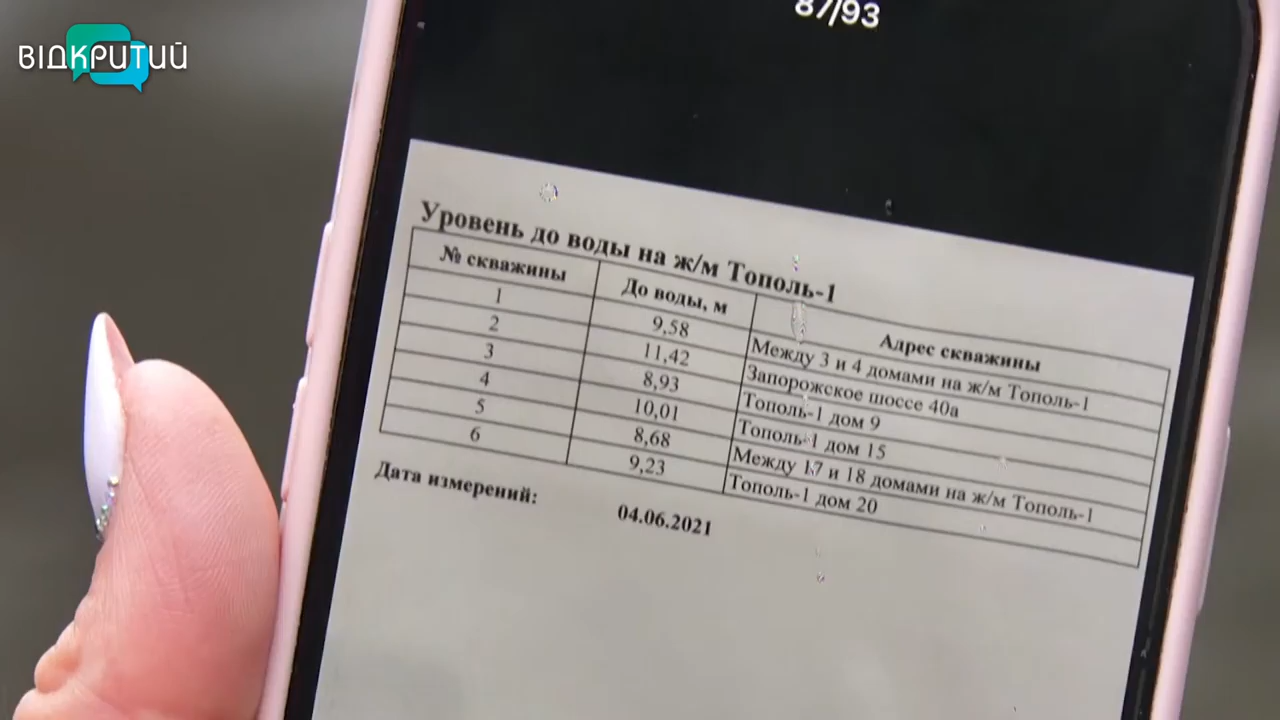 ВІДКРИТИЙ
87/93
Уровень до воды на ж/м Тополь-1
№ скважины До воды, м Адрес скважины
1 9,58 Между 3 и 4 домами на ж/м Тополь-1
2 11,42 Запорожское шоссе 40а
3 8,93 Тополь-1 дом 9
4 10,01 Тополь-1 дом 15
5 8,68 Между 17 и 18 домами на ж/м Тополь-1
6 9,23 Тополь-1 дом 20
Дата измерений: 04.06.2021